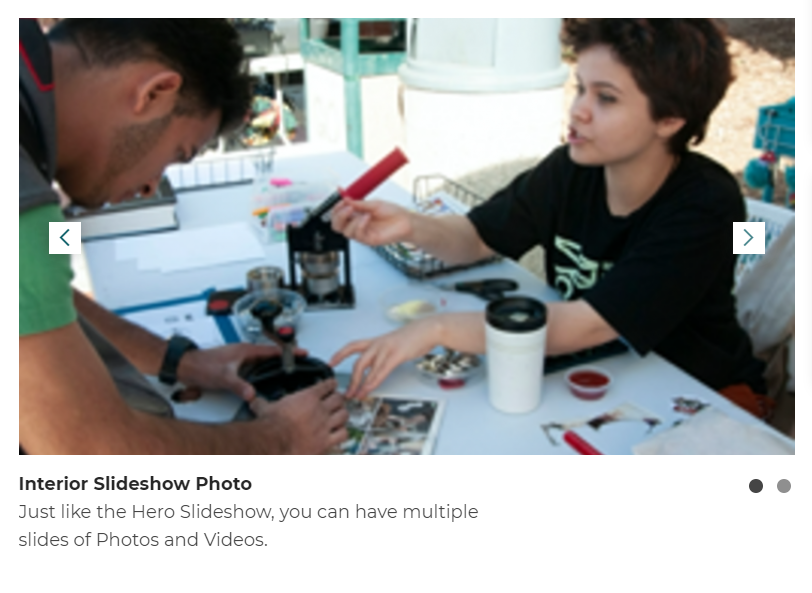 Interior Slideshow Photo
Just like the Hero Slideshow, you can have multiple
slides of Photos and Videos.